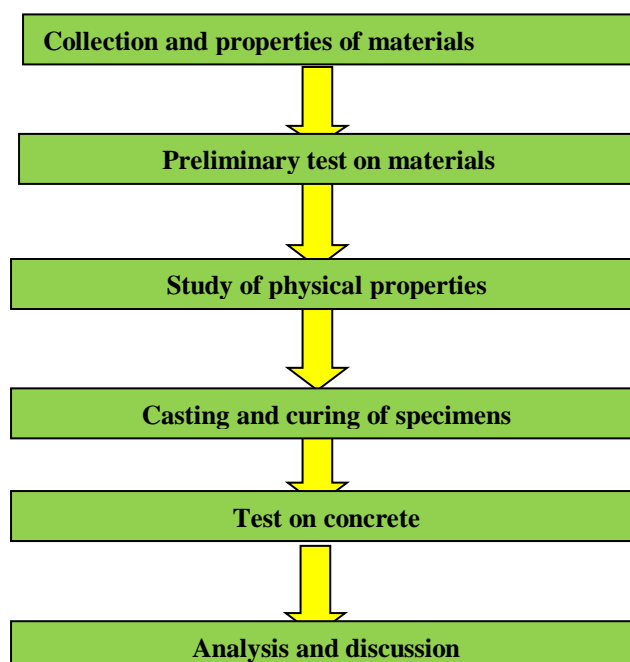 Collection and properties of materials
Preliminary test on materials
Study of physical properties
Casting and curing of specimens
Test on concrete
Analysis and discussion